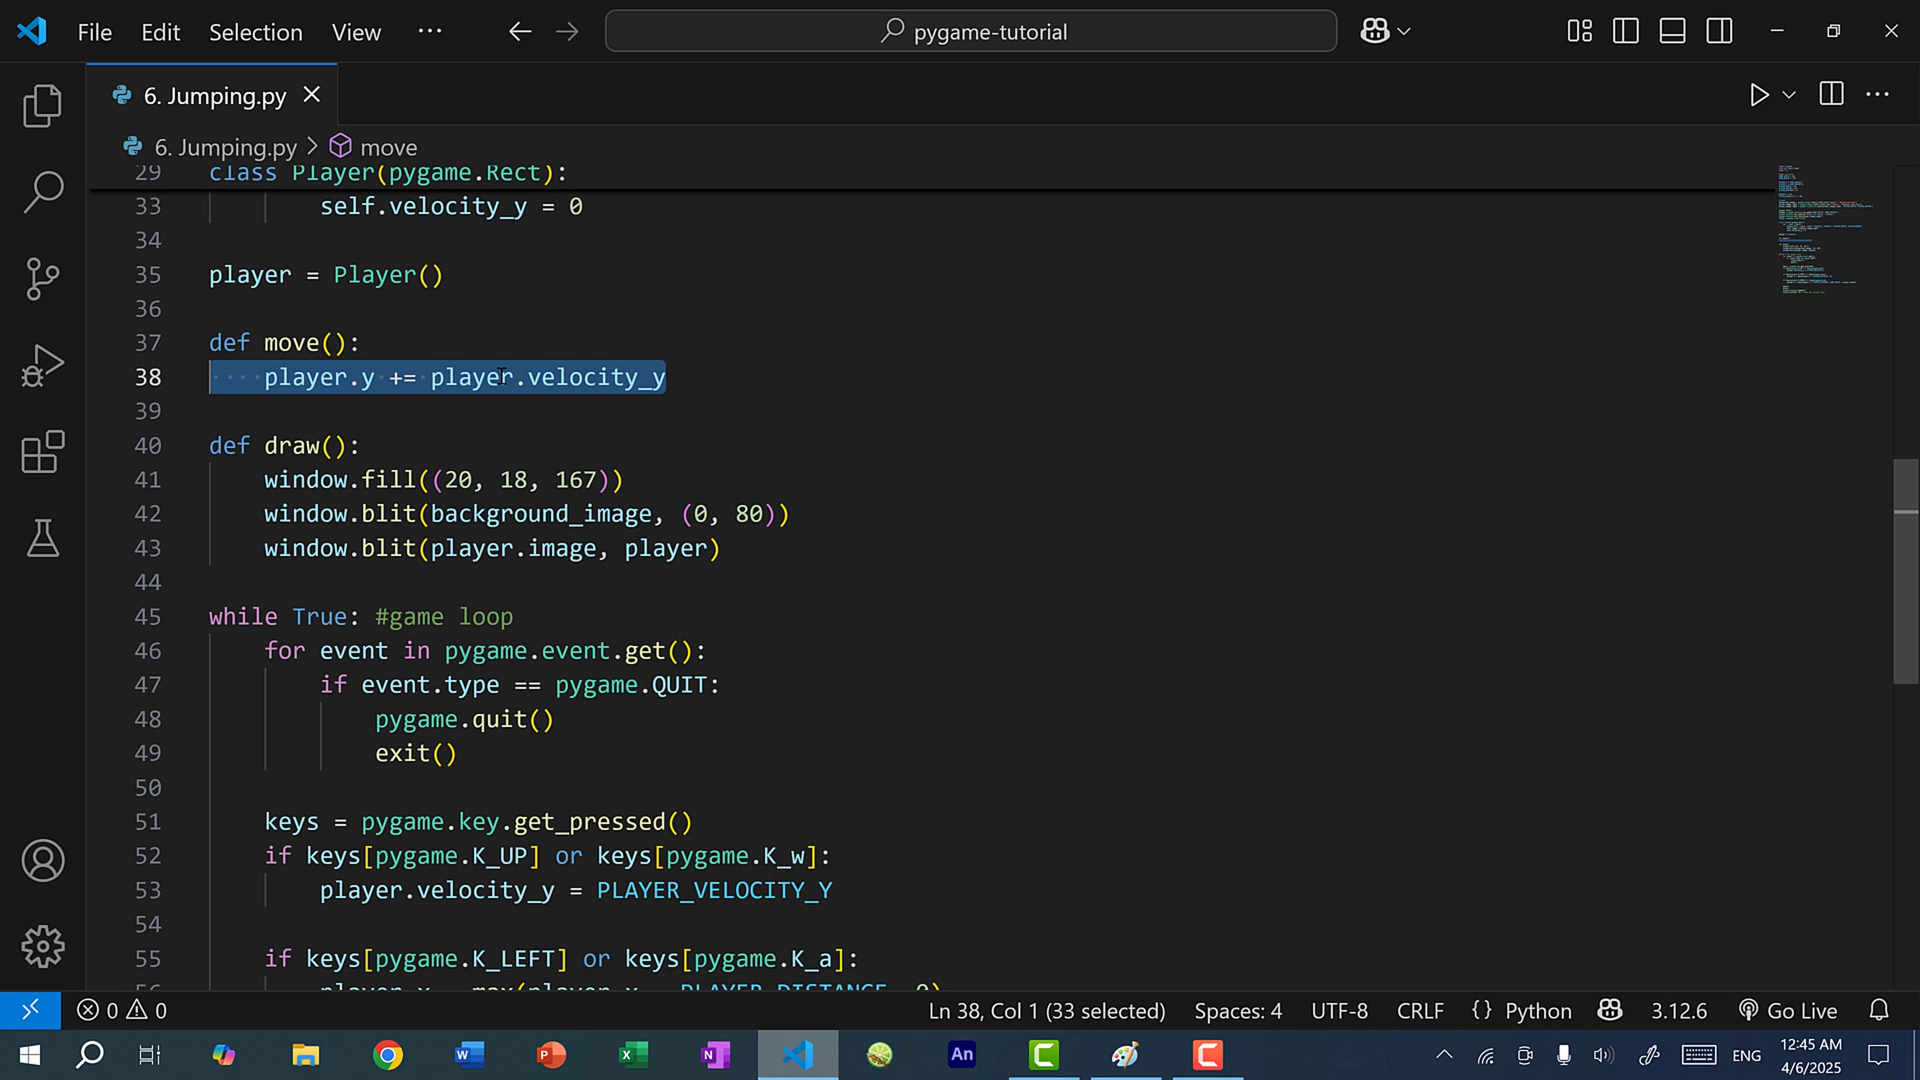 File Edit Selection View ··· pygame-tutorial
6. Jumping.py
6. Jumping.py > move
29 class Player(pygame.Rect):
33 self.velocity_y = 0
34
35 player = Player()
36
37 def move():
38 player.y += player.velocity_y
39
40 def draw():
41 window.fill((20, 18, 167))
42 window.blit(background_image, (0, 80))
43 window.blit(player.image, player)
44
45 while True: #game loop
46 for event in pygame.event.get():
47 if event.type == pygame.QUIT:
48 pygame.quit()
49 exit()
50
51 keys = pygame.key.get_pressed()
52 if keys[pygame.K_UP] or keys[pygame.K_w]:
53 player.velocity_y = PLAYER_VELOCITY_Y
54
55 if keys[pygame.K_LEFT] or keys[pygame.K_a]:
56 player.x = max(player.x - PLAYER_DISTANCE, 0)
0 0 Ln 38, Col 1 (33 selected) Spaces: 4 UTF-8 CRLF {} Python 3.12.6 Go Live
ENG 12:45 AM
4/6/2025